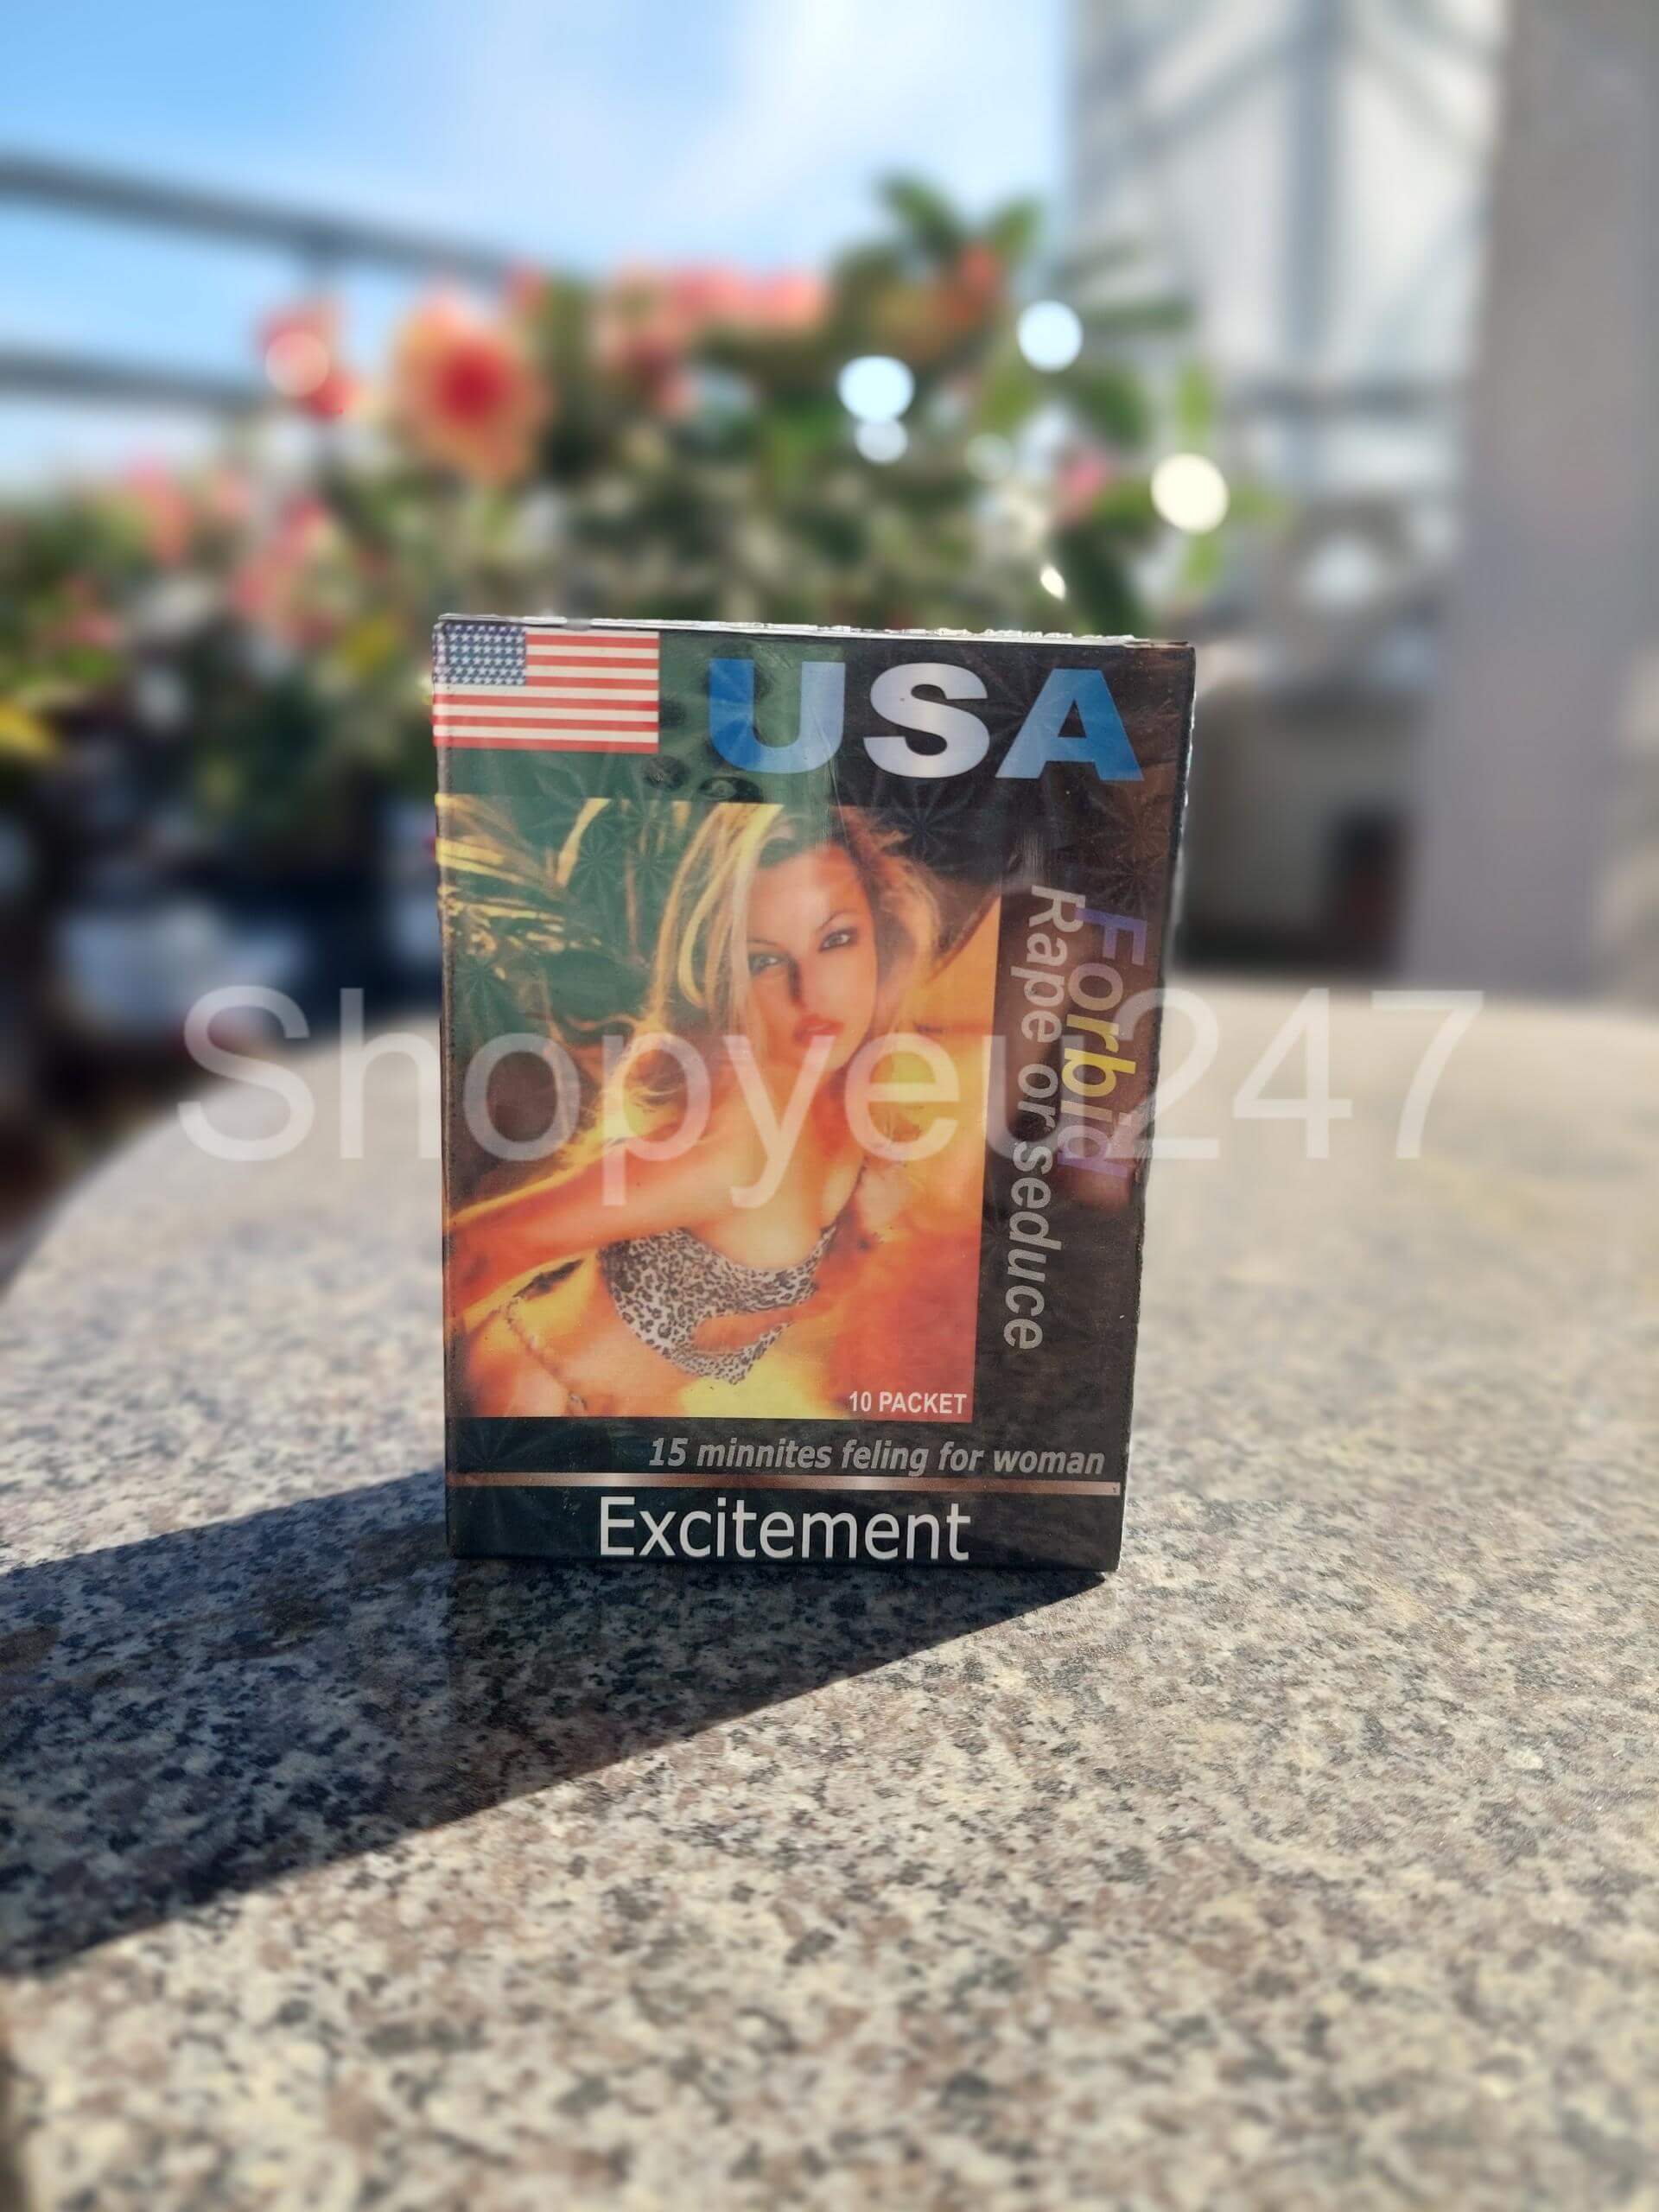 USA
Forbid
Rape or seduce
Shopyeu247
10 PACKET
15 minnites feling for woman
Excitement